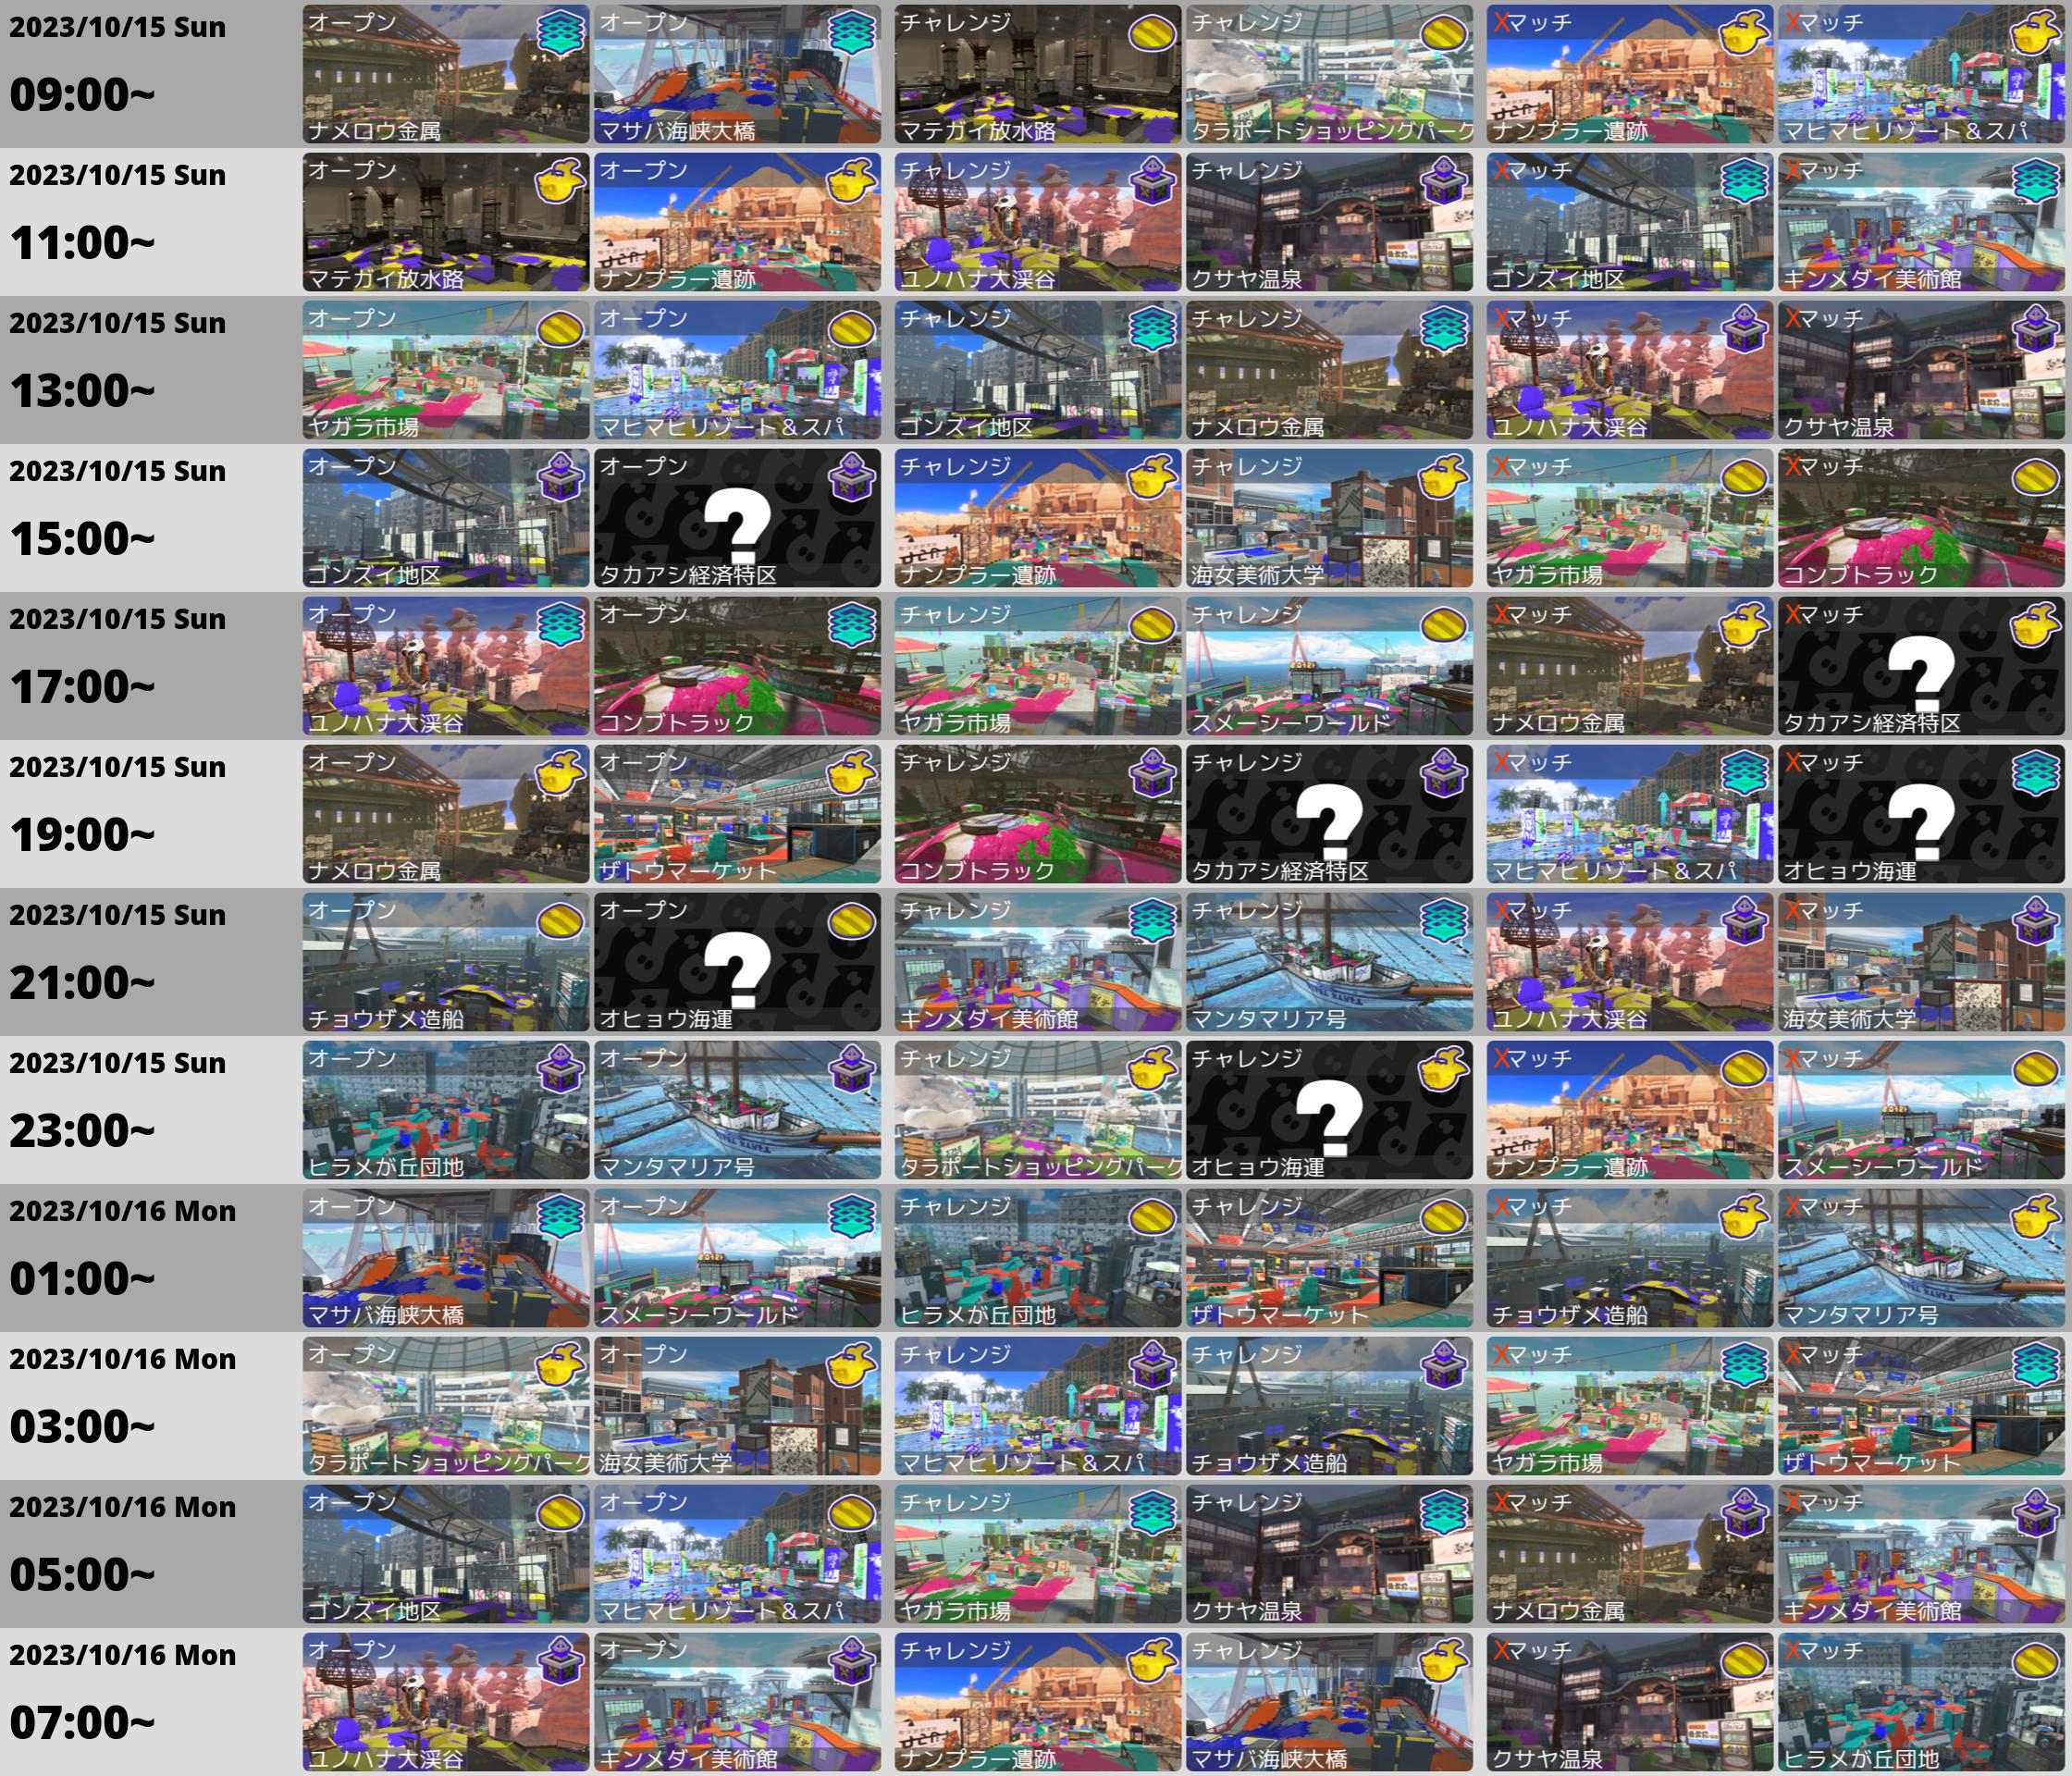 2023/10/15 Sun
09:00~
オープン オープン チャレンジ チャレンジ Xマッチ Xマッチ
ナメロウ金属 マサバ海峡大橋 マテガイ放水路 タラポートショッピングパーク ナンプラー遺跡 マヒマヒリゾート＆スパ
2023/10/15 Sun
11:00~
オープン オープン チャレンジ チャレンジ Xマッチ Xマッチ
マテガイ放水路 ナンプラー遺跡 ユノハナ大渓谷 クサヤ温泉 ゴンズイ地区 キンメダイ美術館
2023/10/15 Sun
13:00~
オープン オープン チャレンジ チャレンジ Xマッチ Xマッチ
ヤガラ市場 マヒマヒリゾート＆スパ ゴンズイ地区 ナメロウ金属 ユノハナ大渓谷 クサヤ温泉
2023/10/15 Sun
15:00~
オープン オープン チャレンジ チャレンジ Xマッチ Xマッチ
?
ゴンズイ地区 タカアシ経済特区 ナンプラー遺跡 海女美術大学 ヤガラ市場 コンブトラック
2023/10/15 Sun
17:00~
オープン オープン チャレンジ チャレンジ Xマッチ Xマッチ
?
ユノハナ大渓谷 コンブトラック ヤガラ市場 スメーシーワールド ナメロウ金属 タカアシ経済特区
2023/10/15 Sun
19:00~
オープン オープン チャレンジ チャレンジ Xマッチ Xマッチ
? ?
ナメロウ金属 ザトウマーケット コンブトラック タカアシ経済特区 マヒマヒリゾート＆スパ オヒョウ海運
2023/10/15 Sun
21:00~
オープン オープン チャレンジ チャレンジ Xマッチ Xマッチ
?
チョウザメ造船 オヒョウ海運 キンメダイ美術館 マンタマリア号 ユノハナ大渓谷 海女美術大学
2023/10/15 Sun
23:00~
オープン オープン チャレンジ チャレンジ Xマッチ Xマッチ
?
ヒラメが丘団地 マンタマリア号 タラポートショッピングパーク オヒョウ海運 ナンプラー遺跡 スメーシーワールド
2023/10/16 Mon
01:00~
オープン オープン チャレンジ チャレンジ Xマッチ Xマッチ
マサバ海峡大橋 スメーシーワールド ヒラメが丘団地 ザトウマーケット チョウザメ造船 マンタマリア号
2023/10/16 Mon
03:00~
オープン オープン チャレンジ チャレンジ Xマッチ Xマッチ
タラポートショッピングパーク 海女美術大学 マヒマヒリゾート＆スパ チョウザメ造船 ヤガラ市場 ザトウマーケット
2023/10/16 Mon
05:00~
オープン オープン チャレンジ チャレンジ Xマッチ Xマッチ
ゴンズイ地区 マヒマヒリゾート＆スパ ヤガラ市場 クサヤ温泉 ナメロウ金属 キンメダイ美術館
2023/10/16 Mon
07:00~
オープン オープン チャレンジ チャレンジ Xマッチ Xマッチ
ユノハナ大渓谷 キンメダイ美術館 ナンプラー遺跡 マサバ海峡大橋 クサヤ温泉 ヒラメが丘団地